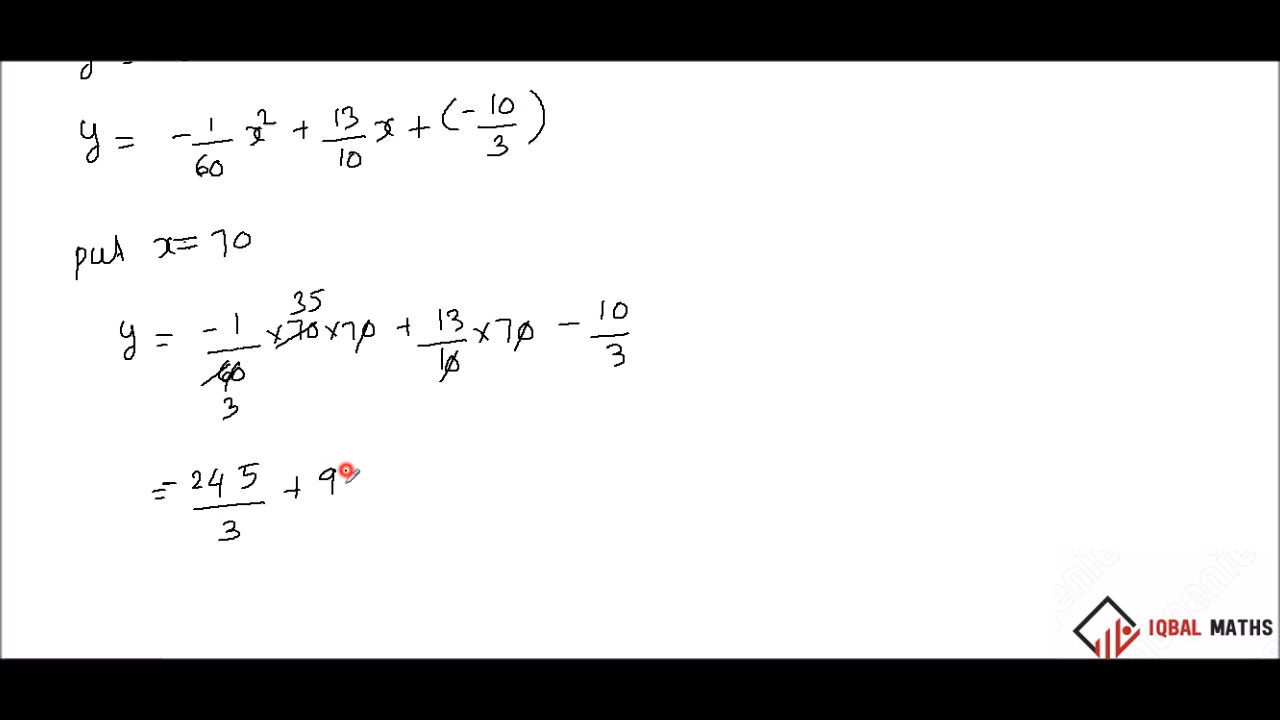 y =
y = - 1/60 x² + 13/10 x + (- 10/3)
put x = 70
35
y = -1/60 × 70 × 70 + 13/10 × 70 - 10/3
3
= - 245/3 + 9
IQBAL MATHS